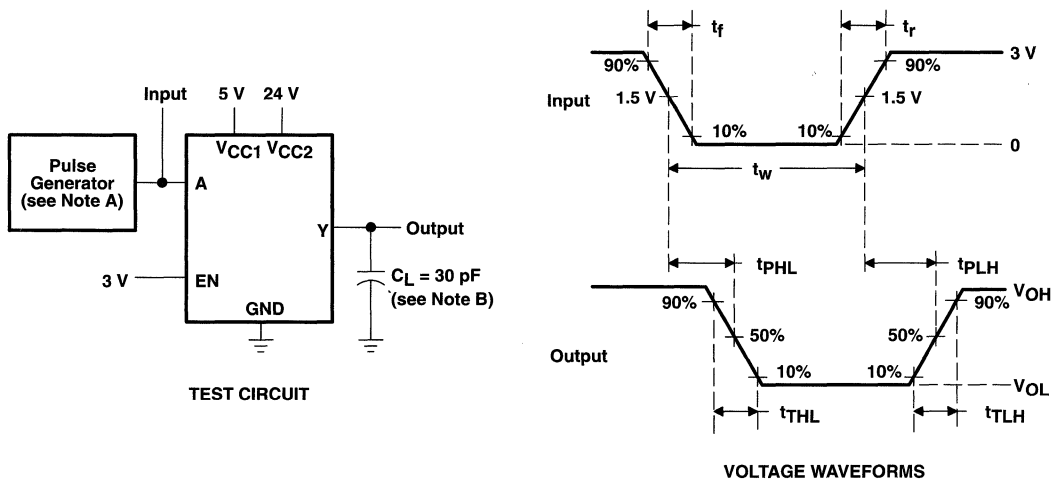 Input
5 V 24 V
VCC1 VCC2
Pulse
Generator
(see Note A)
A
Y
Output
3 V
EN
GND
CL = 30 pF
(see Note B)
TEST CIRCUIT
tf
tr
3 V
90%
90%
Input
1.5 V
1.5 V
10%
10%
0
tw
tPHL
tPLH
VOH
90%
90%
50%
50%
Output
10%
10%
VOL
tTHL
tTLH
VOLTAGE WAVEFORMS